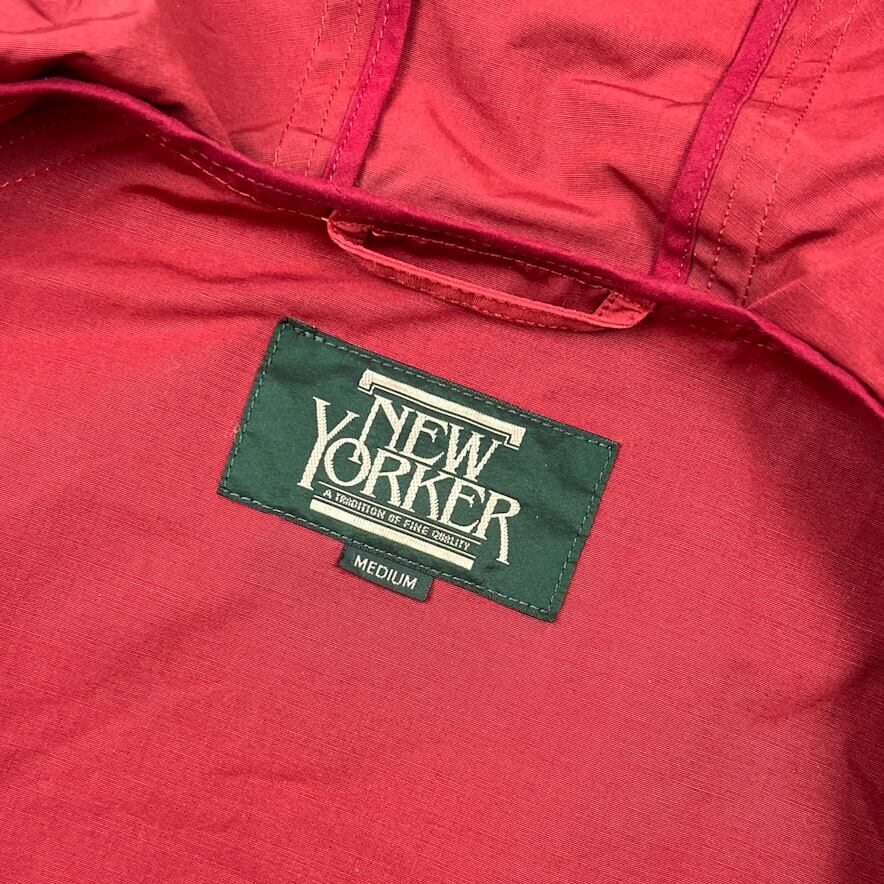 NEW
YORKER
A TRADITION OF FINE QUALITY
MEDIUM